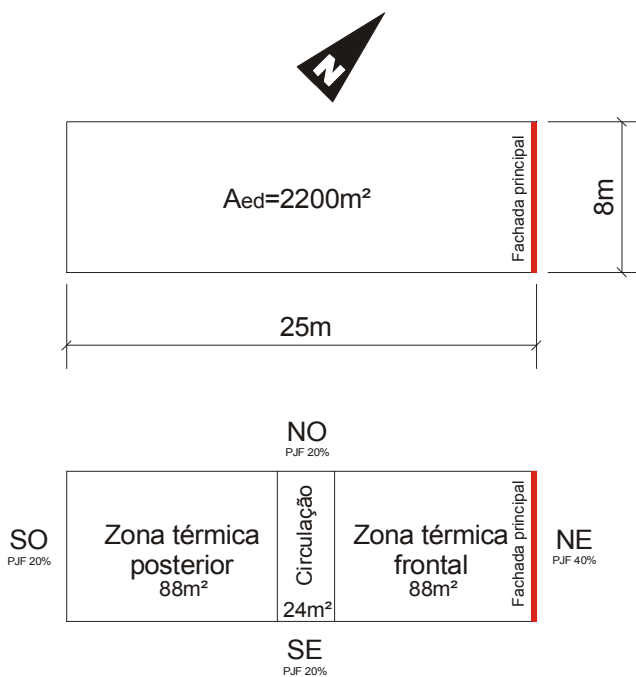 N
Aed=2200m²
Fachada principal
8m
25m
NO
PJF 20%
SO
PJF 20%
Zona térmica
posterior
88m²
Circulação
24m²
Zona térmica
frontal
88m²
Fachada principal
NE
PJF 40%
SE
PJF 20%